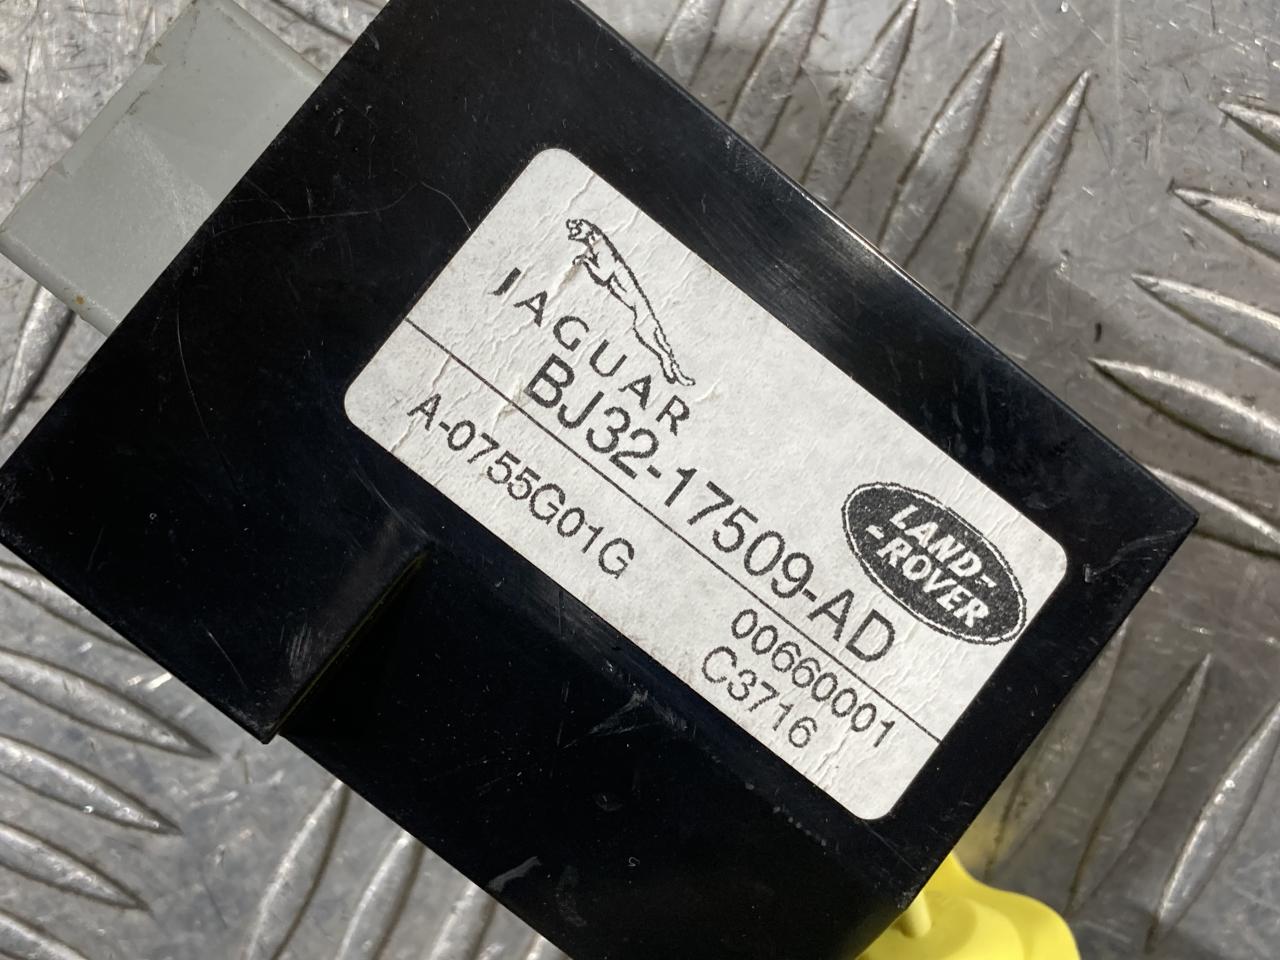 JAGUAR
LAND-
-ROVER
BJ32-17509-AD
A-0755G01G
00660001
C3716